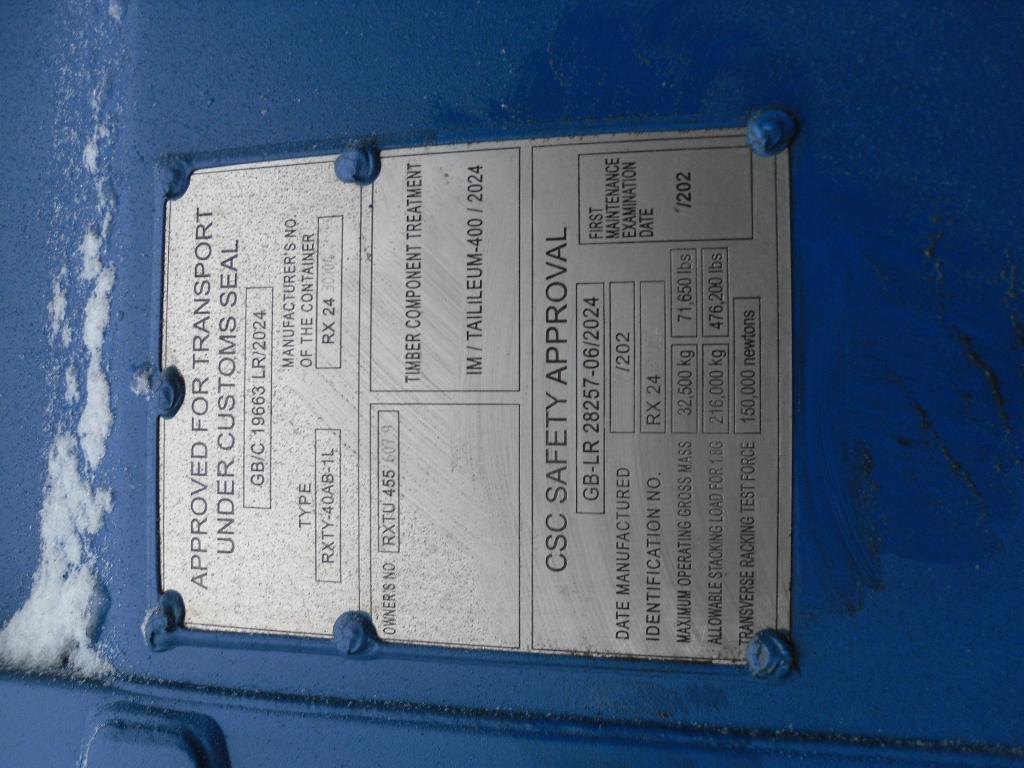 APPROVED FOR TRANSPORT
UNDER CUSTOMS SEAL
GB/C 19663 LR/2024
TYPE
RXTY-40AB-1L
MANUFACTURER'S NO.
OF THE CONTAINER
RX 24
OWNER'S NO. RXTU 455
TIMBER COMPONENT TREATMENT
IM / TAILILEUM-400 / 2024
CSC SAFETY APPROVAL
GB-LR 28257-06/2024
DATE MANUFACTURED /202
IDENTIFICATION NO. RX 24
MAXIMUM OPERATING GROSS MASS 32,500 kg 71,650 lbs
ALLOWABLE STACKING LOAD FOR 1.8G 216,000 kg 476,200 lbs
TRANSVERSE RACKING TEST FORCE 150,000 newtons
FIRST
MAINTENANCE
EXAMINATION
DATE
/202